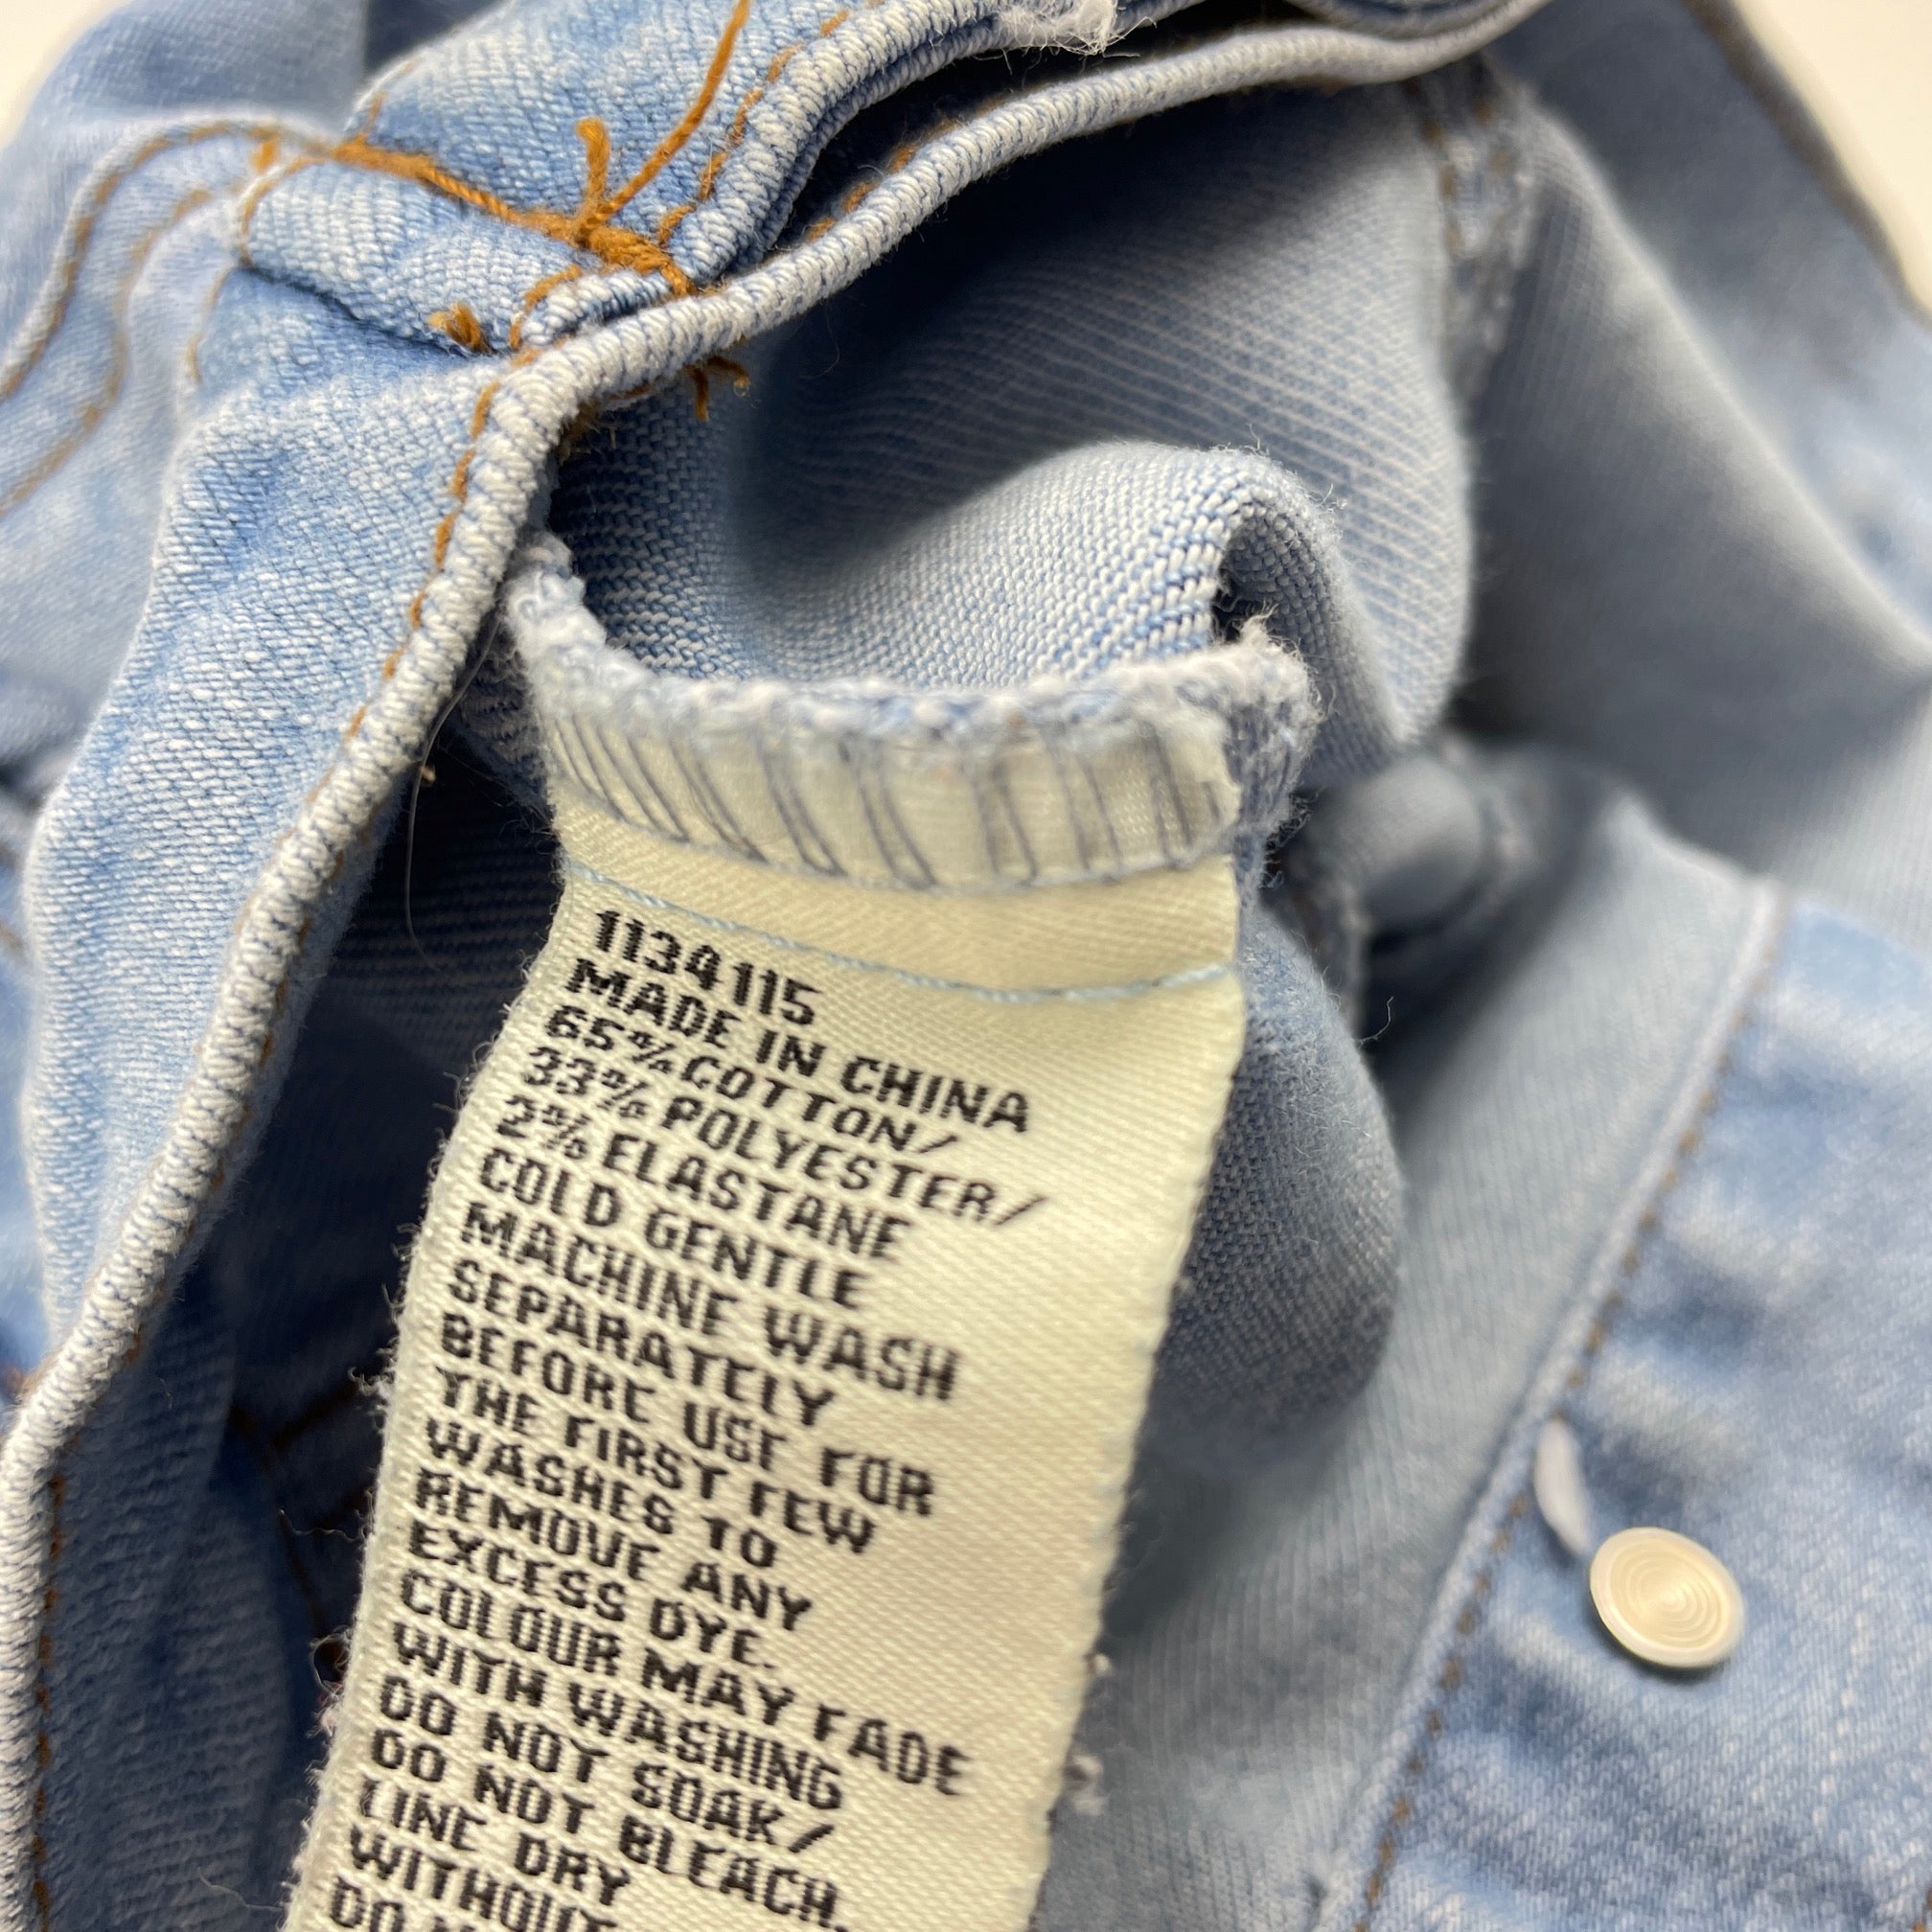 1134115
MADE IN CHINA
65% COTTON/
33% POLYESTER/
2% ELASTANE
COLD GENTLE
MACHINE WASH
SEPARATELY
BEFORE USE FOR
THE FIRST FEW
WASHES TO
REMOVE ANY
EXCESS DYE.
COLOUR MAY FADE
WITH WASHING
DO NOT SOAK/
DO NOT BLEACH.
LINE DRY
WITHOUT
DO